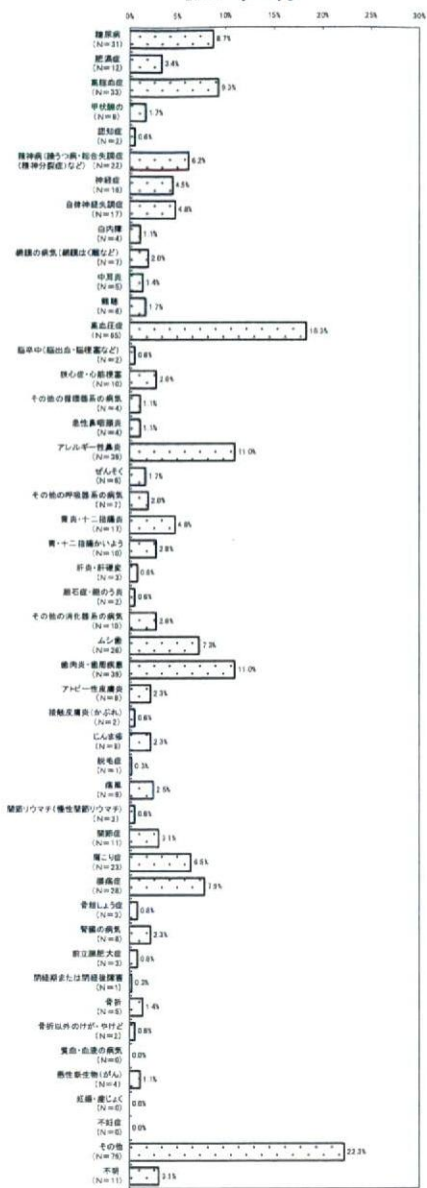 0% 5% 10% 15% 20% 25% 30%
糖尿病
(N=31) 8.7%
肥満症
(N=12) 3.4%
高脂血症
(N=33) 9.3%
甲状腺の 1.7%
認知症
(N=2) 0.6%
精神病(躁うつ病・総合失調症
(精神分裂症)など) (N=22) 6.2%
神経症
(N=16) 4.5%
自律神経失調症
(N=17) 4.8%
白内障
(N=4) 1.1%
網膜の病気(網膜はく離など)
(N=7) 2.0%
中耳炎
(N=5) 1.4%
難聴
1.7%
高血圧症
(N=65) 18.3%
脳卒中(脳出血・脳梗塞など)
(N=2) 0.6%
狭心症・心筋梗塞
(N=10) 2.8%
その他の循環器系の病気
(N=4) 1.1%
急性鼻咽頭炎
(N=4) 1.1%
アレルギー性鼻炎
(N=39) 11.0%
ぜんそく
(N=6) 1.7%
その他の呼吸器系の病気
(N=7) 2.0%
胃炎・十二指腸炎
(N=17) 4.8%
胃・十二指腸かいよう
(N=10) 2.8%
肝炎・肝硬変
(N=3) 0.8%
胆石症・胆のう炎
(N=2) 0.6%
その他の消化器系の病気
(N=10) 2.8%
ムシ歯
(N=26) 7.3%
歯肉炎・歯周疾患
(N=39) 11.0%
アトピー性皮膚炎
(N=8) 2.3%
接触皮膚炎(かぶれ)
(N=2) 0.6%
じんま疹
(N=8) 2.3%
脱毛症
(N=1) 0.3%
痛風
(N=9) 2.5%
関節リウマチ(慢性関節リウマチ)
(N=2) 0.6%
関節症
(N=11) 3.1%
肩こり症
(N=23) 6.5%
腰痛症
(N=28) 7.9%
骨粗しょう症
(N=3) 0.8%
腎臓の病気
(N=8) 2.3%
前立腺肥大症
(N=3) 0.8%
閉経期または閉経後障害
(N=1) 0.3%
骨折
(N=5) 1.4%
骨折以外のけが・やけど
(N=2) 0.6%
貧血・血液の病気
(N=0) 0.0%
悪性新生物(がん)
(N=4) 1.1%
妊娠・産じょく
(N=0) 0.0%
不妊症
(N=0) 0.0%
その他
(N=79) 22.3%
不明
(N=11) 3.1%